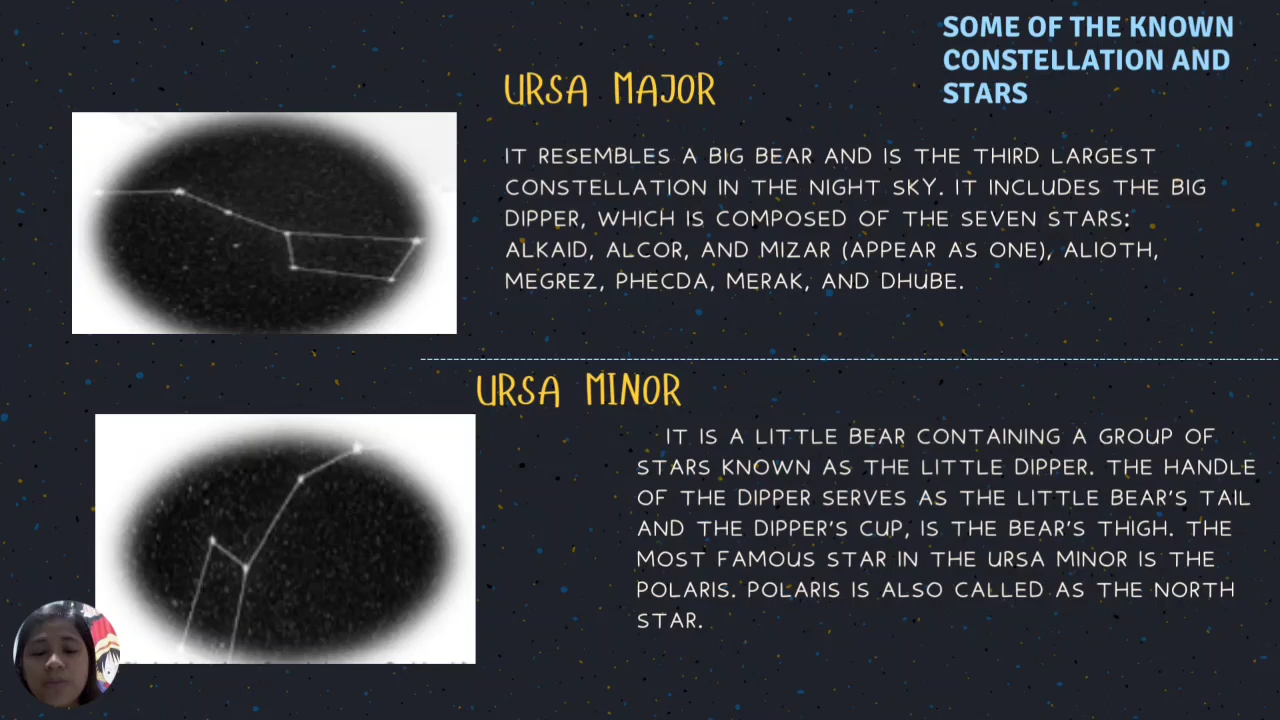 SOME OF THE KNOWN
CONSTELLATION AND
STARS
URSA MAJOR
IT RESEMBLES A BIG BEAR AND IS THE THIRD LARGEST
CONSTELLATION IN THE NIGHT SKY. IT INCLUDES THE BIG
DIPPER, WHICH IS COMPOSED OF THE SEVEN STARS:
ALKAID, ALCOR, AND MIZAR (APPEAR AS ONE), ALIOTH,
MEGREZ, PHECDA, MERAK, AND DHUBE.
URSA MINOR
IT IS A LITTLE BEAR CONTAINING A GROUP OF
STARS KNOWN AS THE LITTLE DIPPER. THE HANDLE
OF THE DIPPER SERVES AS THE LITTLE BEAR'S TAIL
AND THE DIPPER'S CUP, IS THE BEAR'S THIGH. THE
MOST FAMOUS STAR IN THE URSA MINOR IS THE
POLARIS. POLARIS IS ALSO CALLED AS THE NORTH
STAR.